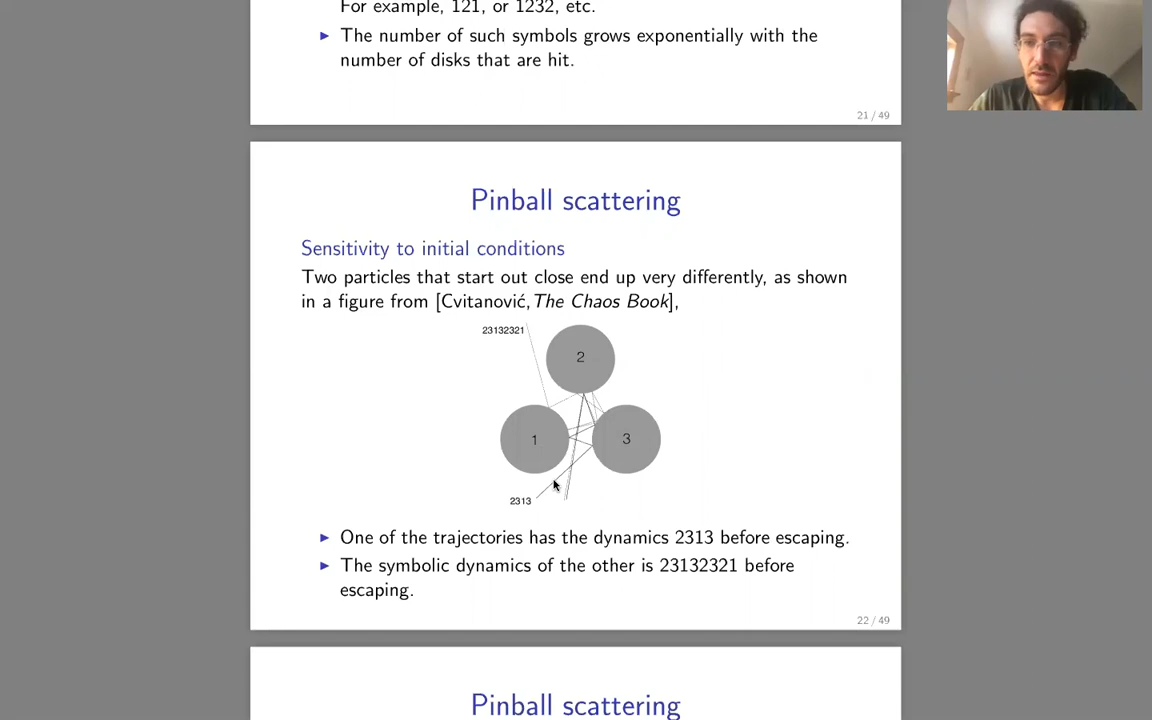 For example, 121, or 1232, etc.
▶ The number of such symbols grows exponentially with the
number of disks that are hit.
21 / 49
Pinball scattering
Sensitivity to initial conditions
Two particles that start out close end up very differently, as shown
in a figure from [Cvitanović, The Chaos Book],
23132321
2
1
3
2313
▶ One of the trajectories has the dynamics 2313 before escaping.
▶ The symbolic dynamics of the other is 23132321 before
escaping.
22 / 49
Pinball scattering